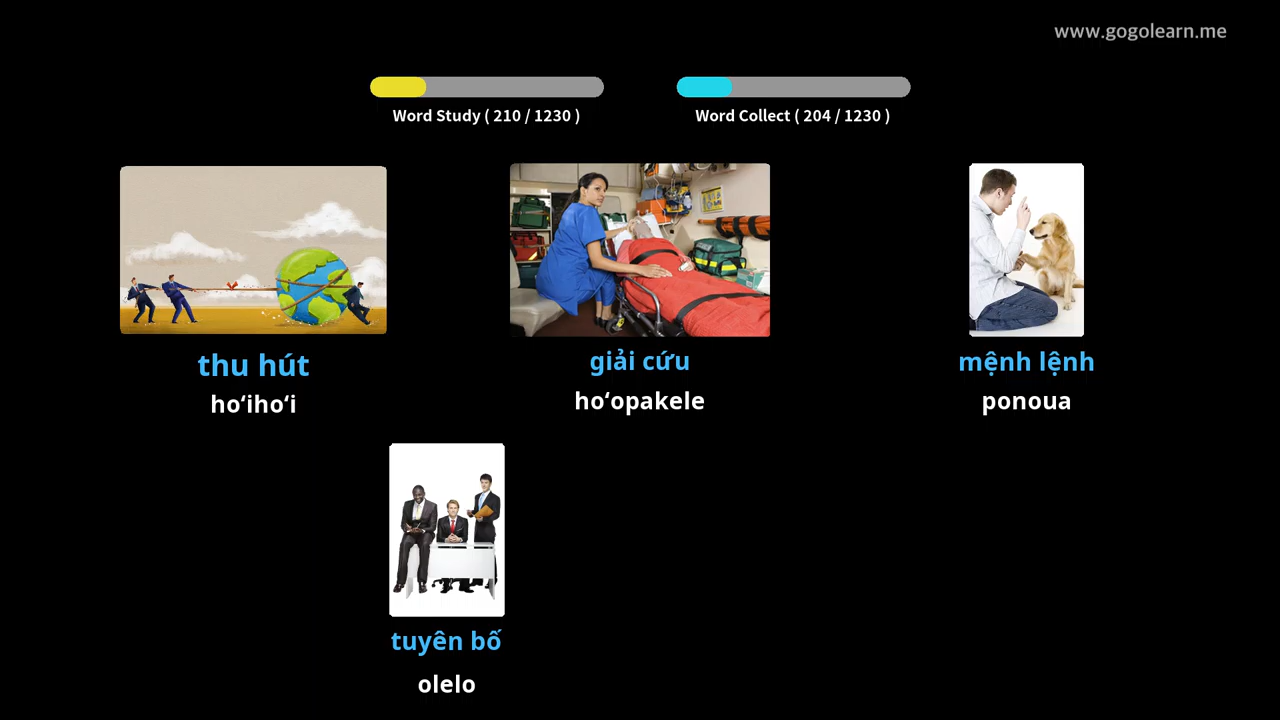 www.gogolearn.me
Word Study ( 210 / 1230 )
Word Collect ( 204 / 1230 )
thu hút
hoʻihoʻi
giải cứu
hoʻopakele
mệnh lệnh
ponoua
tuyên bố
olelo